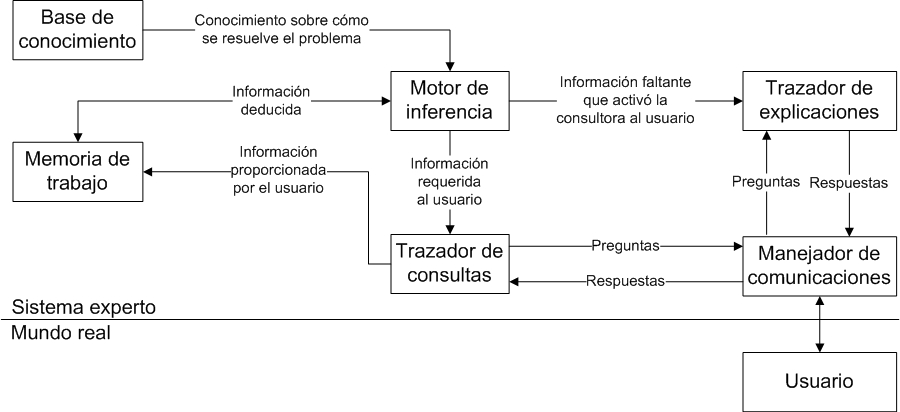 Base de
conocimiento
Conocimiento sobre cómo
se resuelve el problema
Información
deducida
Motor de
inferencia
Información faltante
que activó la
consultora al usuario
Trazador de
explicaciones
Memoria de
trabajo
Información
proporcionada
por el usuario
Información
requerida
al usuario
Preguntas
Respuestas
Trazador de
consultas
Preguntas
Respuestas
Manejador de
comunicaciones
Sistema experto
Mundo real
Usuario